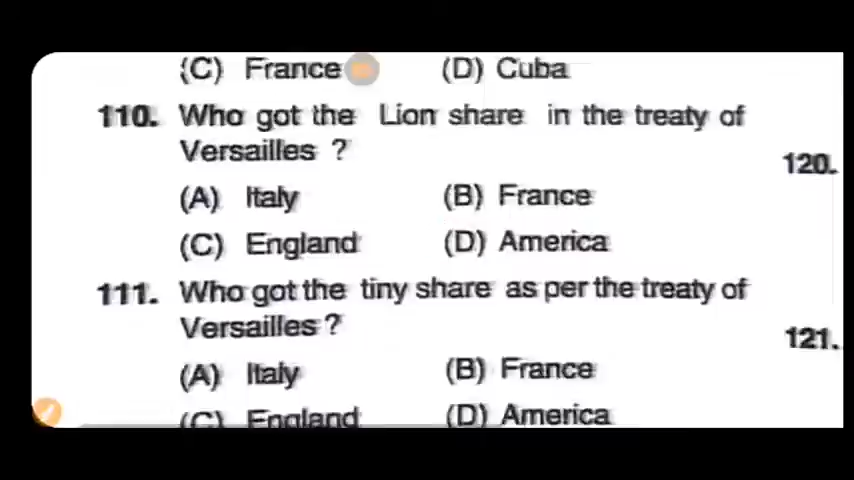 (C) France (D) Cuba
110. Who got the Lion share in the treaty of
Versailles ?
120.
(A) Italy (B) France
(C) England (D) America
111. Who got the tiny share as per the treaty of
Versailles ?
121.
(A) Italy (B) France
(C) England (D) America